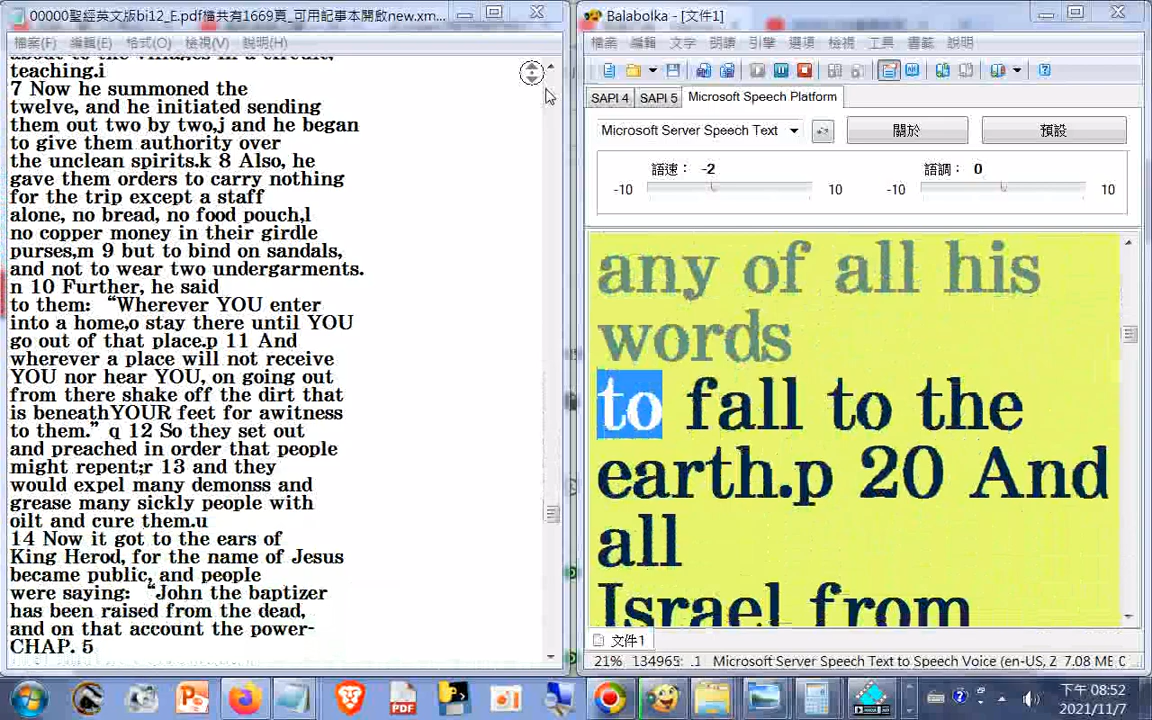 00000聖經英文版bi12_E.pdf檔共有1669頁_可用記事本開啟new.xm...
檔案(F) 編輯(E) 格式(O) 檢視(V) 說明(H)
about to the villages in a circuit,
teaching.i
7 Now he summoned the
twelve, and he initiated sending
them out two by two,j and he began
to give them authority over
the unclean spirits.k 8 Also, he
gave them orders to carry nothing
for the trip except a staff
alone, no bread, no food pouch,l
no copper money in their girdle
purses,m 9 but to bind on sandals,
and not to wear two undergarments.
n 10 Further, he said
to them: “Wherever YOU enter
into a home,o stay there until YOU
go out of that place.p 11 And
wherever a place will not receive
YOU nor hear YOU, on going out
from there shake off the dirt that
is beneathYOUR feet for awitness
to them.” q 12 So they set out
and preached in order that people
might repent;r 13 and they
would expel many demonss and
grease many sickly people with
oilt and cure them.u
14 Now it got to the ears of
King Herod, for the name of Jesus
became public, and people
were saying: “John the baptizer
has been raised from the dead,
and on that account the power-
CHAP. 5
Balabolka - [文件1]
檔案 編輯 文字 朗讀 引擎 選項 檢視 工具 書籤 說明
SAPI 4 SAPI 5 Microsoft Speech Platform
Microsoft Server Speech Text 關於 預設
語速： -2 語調： 0
-10 10 -10 10
any of all his
words
to fall to the
earth.p 20 And
all
Israel from
文件1
21% 134965: .1 Microsoft Server Speech Text to Speech Voice (en-US, Z 7.08 MB
PDF
下午 08:52
2021/11/7